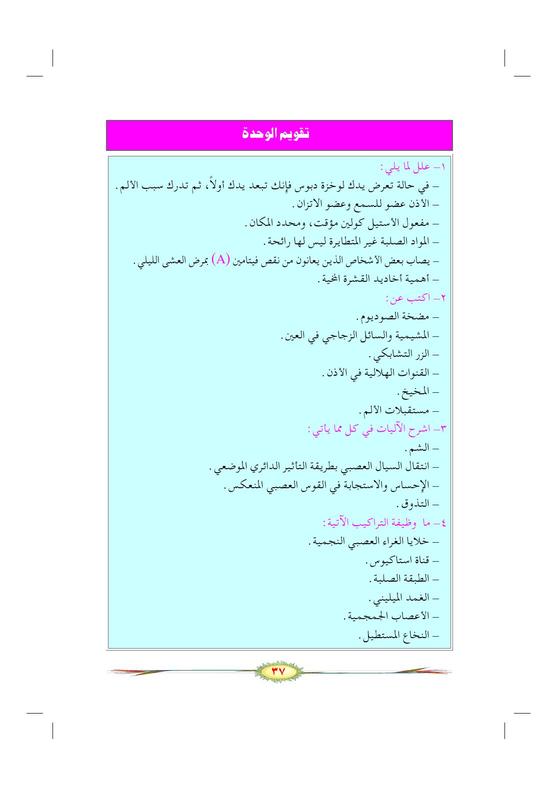 تقويم الوحدة
١– علل لما يلي :
– في حالة تعرض يدك لوخزة دبوس فإنك تبعد يدك أولاً، ثم تدرك سبب الألم .
– الأذن عضو للسمع وعضو الاتزان .
– مفعول الأستيل كولين مؤقت، ومحدد المكان .
– المواد الصلبة غير المتطايرة ليس لها رائحة .
– يصاب بعض الأشخاص الذين يعانون من نقص فيتامين (A) بمرض العشى الليلي .
– أهمية أخاديد القشرة المخية .
٢– اكتب عن :
– مضخة الصوديوم .
– المشيمية والسائل الزجاجي في العين .
– الزر التشابكي .
– القنوات الهلالية في الأذن .
– المخيخ .
– مستقبلات الألم .
٣– اشرح الآليات في كل مما يأتي :
– الشم .
– انتقال السيال العصبي بطريقة التأثير الدائري الموضعي .
– الإحساس والاستجابة في القوس العصبي المنعكس .
– التذوق .
٤– ما وظيفة التراكيب الآتية :
– خلايا الغراء العصبي النجمية .
– قناة استاكيوس .
– الطبقة الصلبة .
– الغمد الميليني .
– الأعصاب الجمجمية .
– النخاع المستطيل .
٣٧